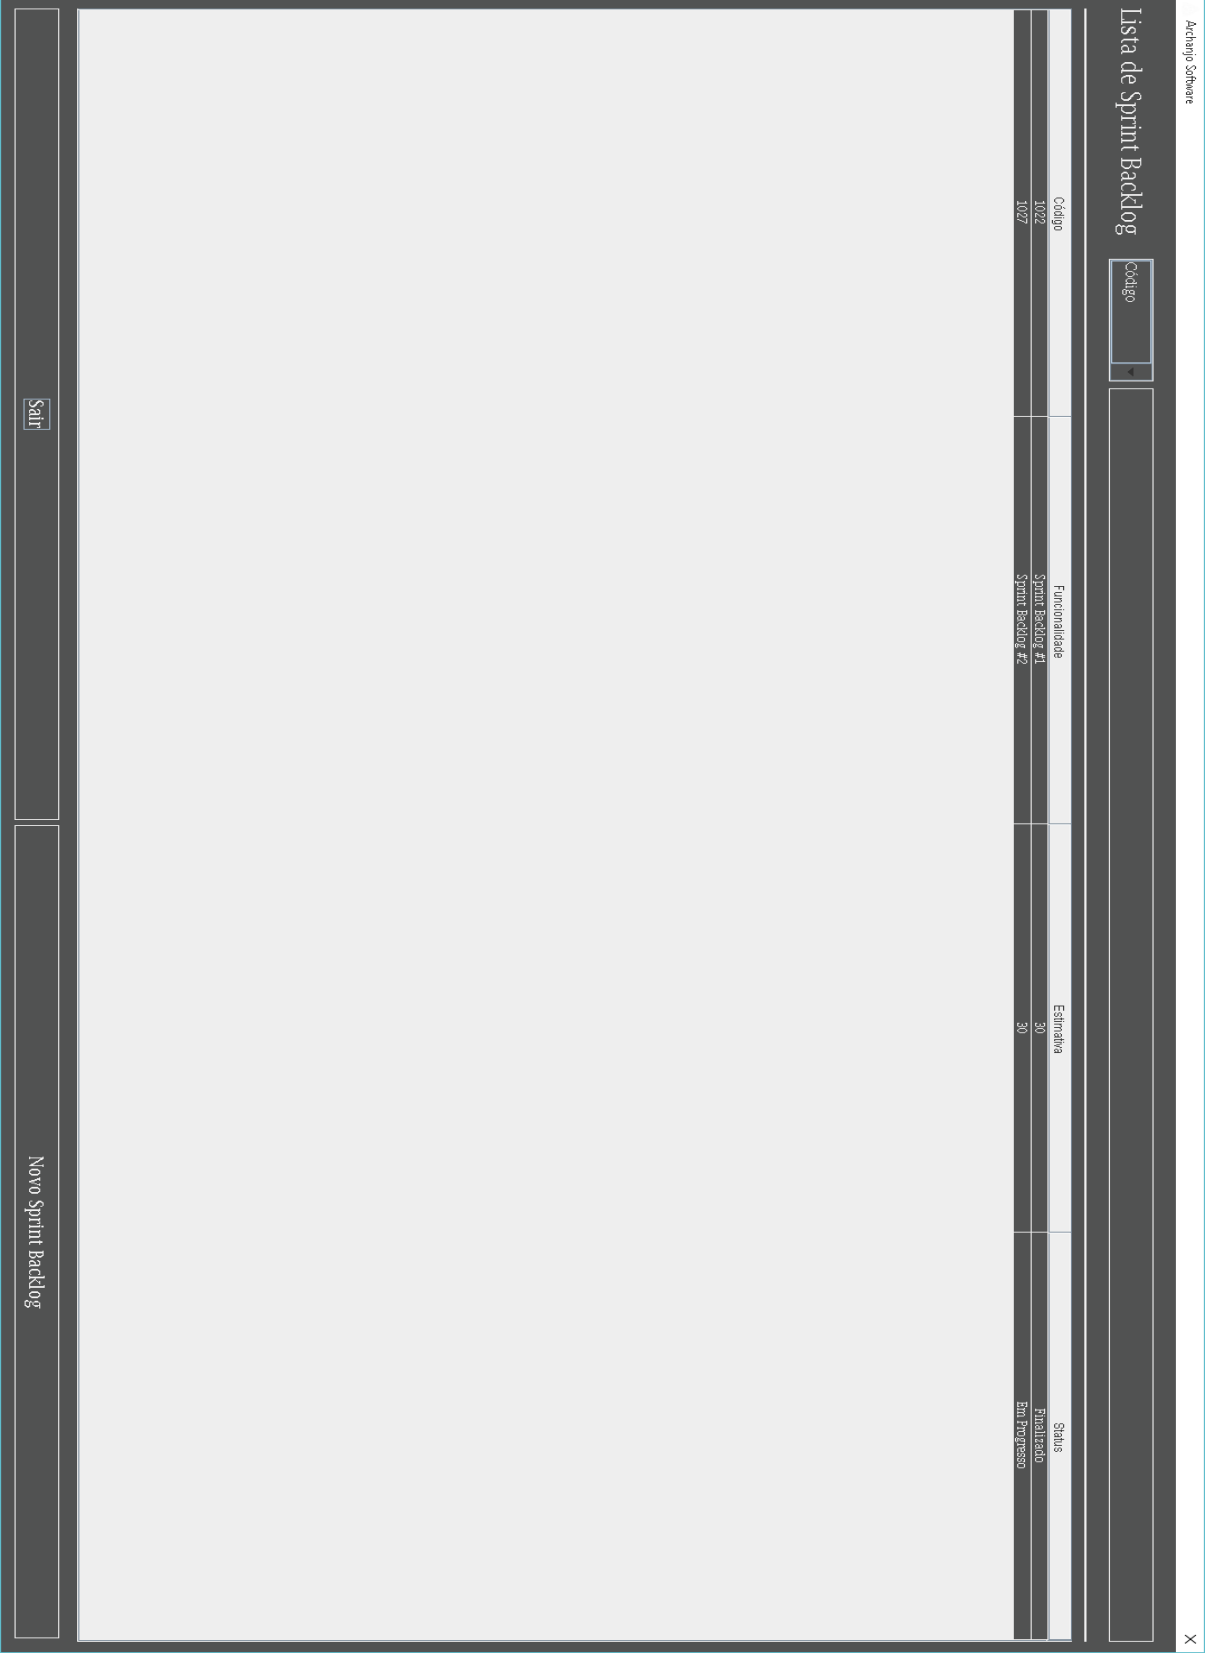 Archanjo Software X
Lista de Sprint Backlog Código
Código Funcionalidade Estimativa Status
1022 Sprint Backlog #1 30 Finalizado
1027 Sprint Backlog #2 30 Em Progresso
Sair Novo Sprint Backlog